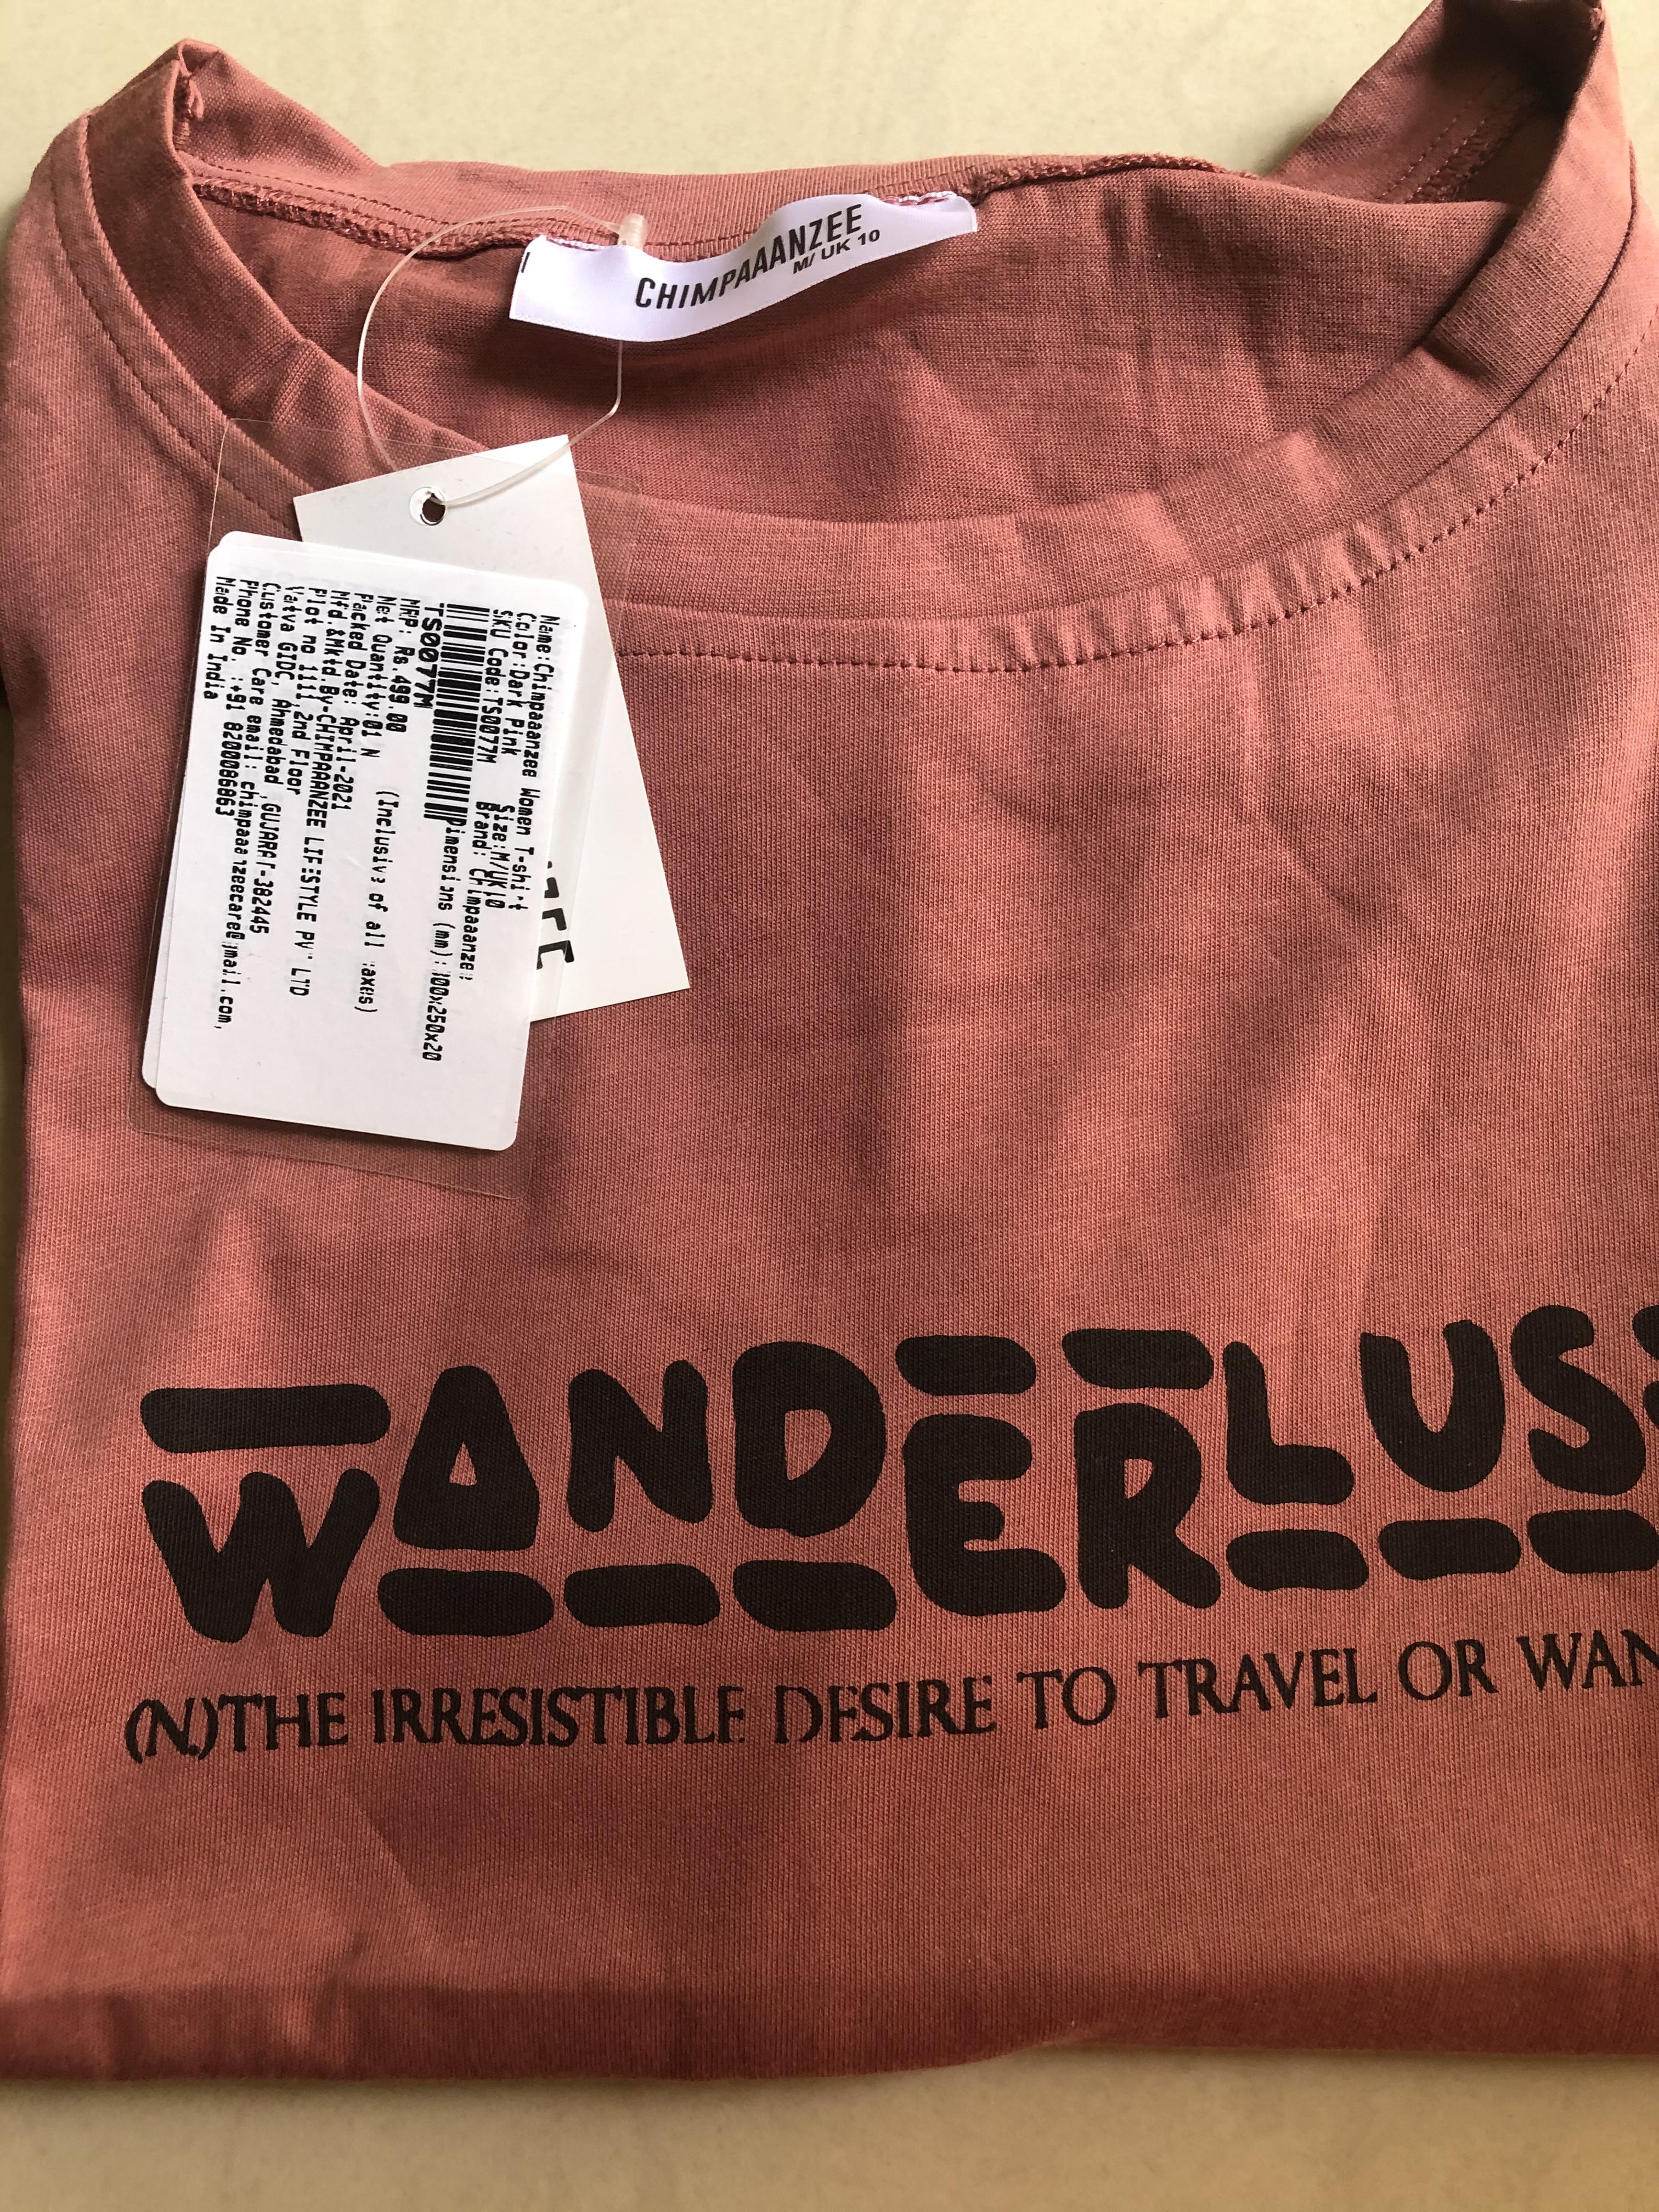 CHIMPAAANZEE
M/ UK 10
Name:Chimpaaanzee Women T-shirt
Color:Dark Pink Size:M/UK10
SKU Code:TS0077M Brand: Chimpaaanzee
Dimensions (mm):100x250x20
TS0077M
MRP: Rs.499.00 (Inclusive of all taxes)
Net Quantity:01 N
Packed Date: April-2021
Mfd.&Mktd.By-CHIMPAAANZEE LIFESTYLE PVT LTD
Plot no 1111,2nd Floor
Vatva GIDC, Ahmedabad ,GUJARAT-382445
Customer Care email: chimpaaanzeecare@gmail.com,
Phone No.:+91 8200086863
Made In India
WANDERLUS
(N.)THE IRRESISTIBLE DESIRE TO TRAVEL OR WAN